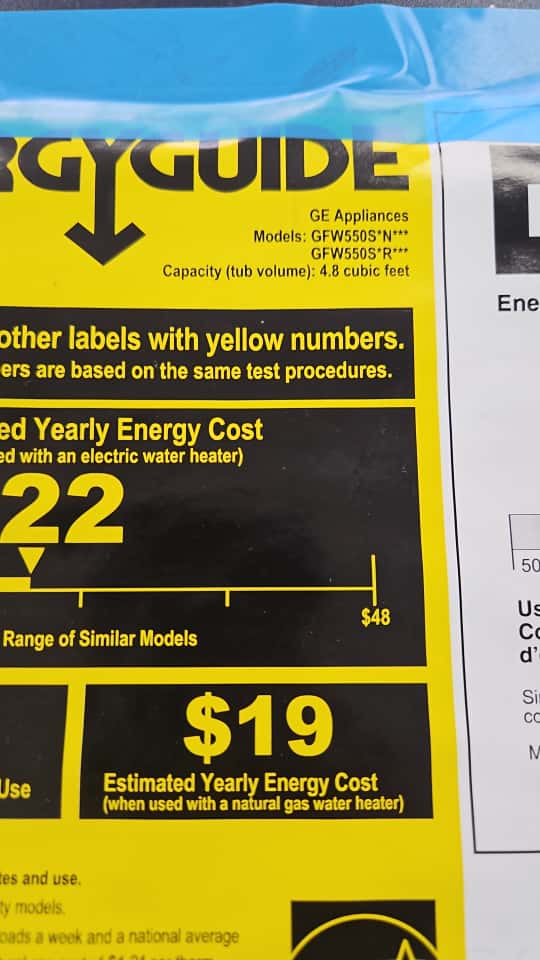 RGYGUIDE
GE Appliances
Models: GFW550S*N***
GFW550S*R***
Capacity (tub volume): 4.8 cubic feet
other labels with yellow numbers.
ers are based on the same test procedures.
ed Yearly Energy Cost
ed with an electric water heater)
22
$48
Range of Similar Models
Use
$19
Estimated Yearly Energy Cost
(when used with a natural gas water heater)
tes and use.
ty models.
oads a week and a national average
Ene
50
Us
Co
d'
Si
co
M